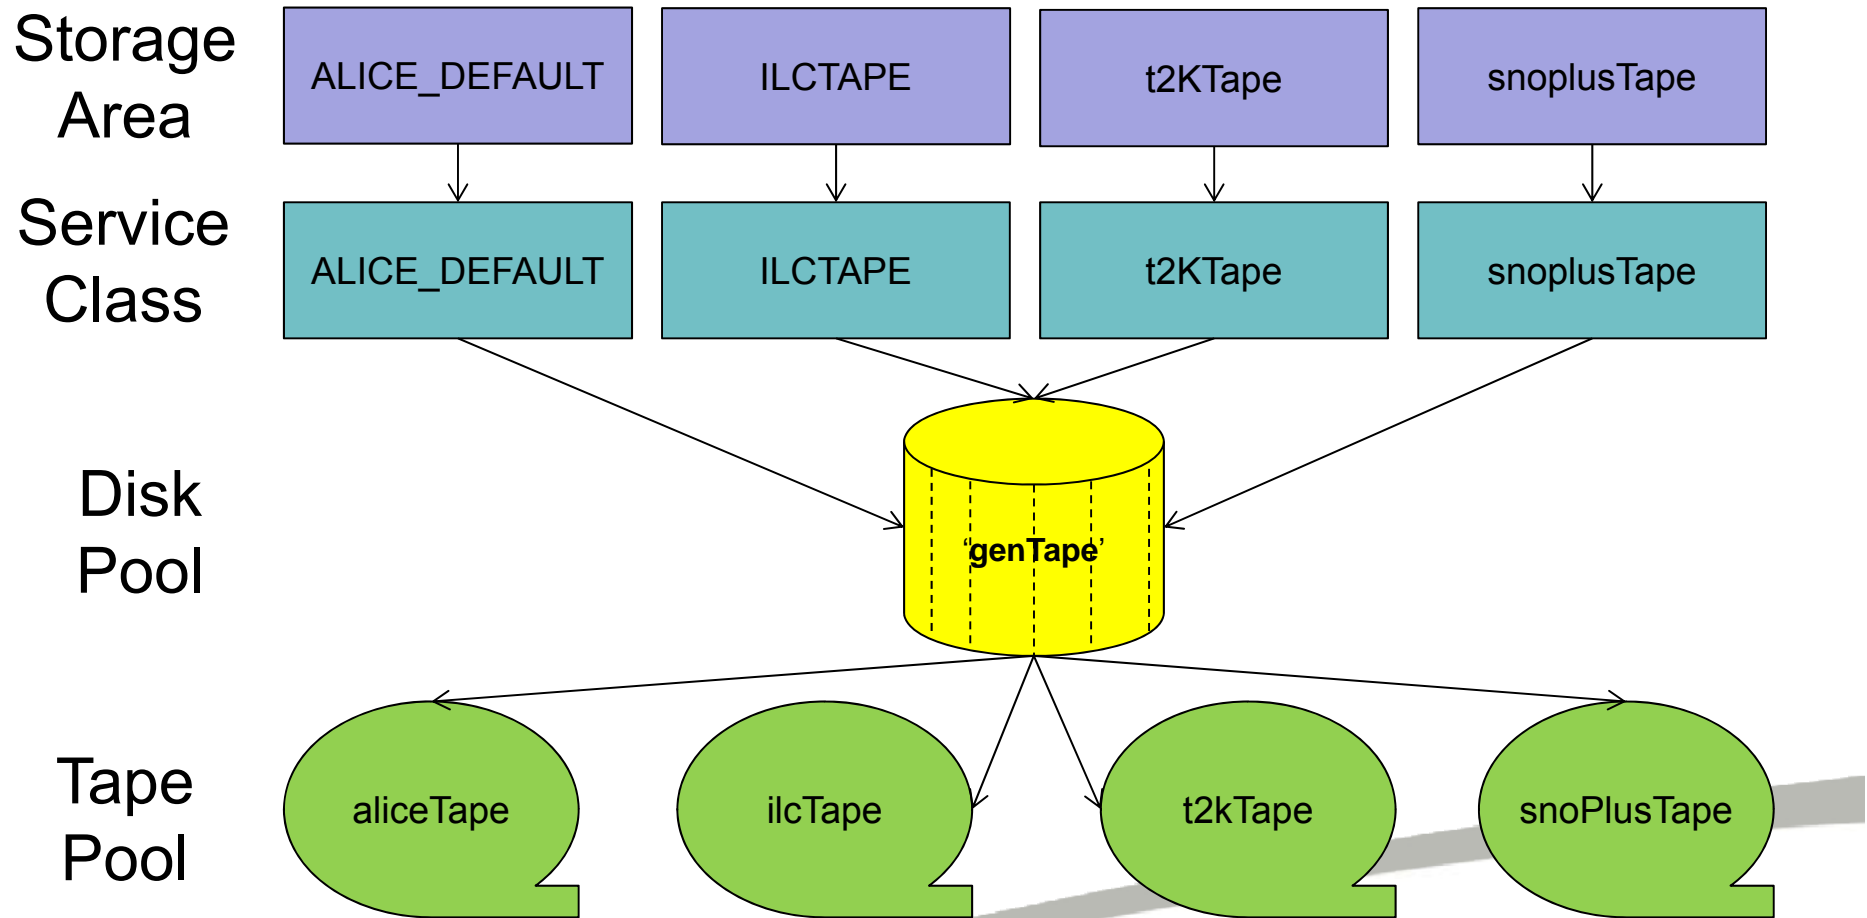 Storage
Area
ALICE_DEFAULT
ILCTAPE
t2KTape
snoplusTape
Service
Class
ALICE_DEFAULT
ILCTAPE
t2KTape
snoplusTape
Disk
Pool
‘genTape’
Tape
Pool
aliceTape
ilcTape
t2kTape
snoPlusTape